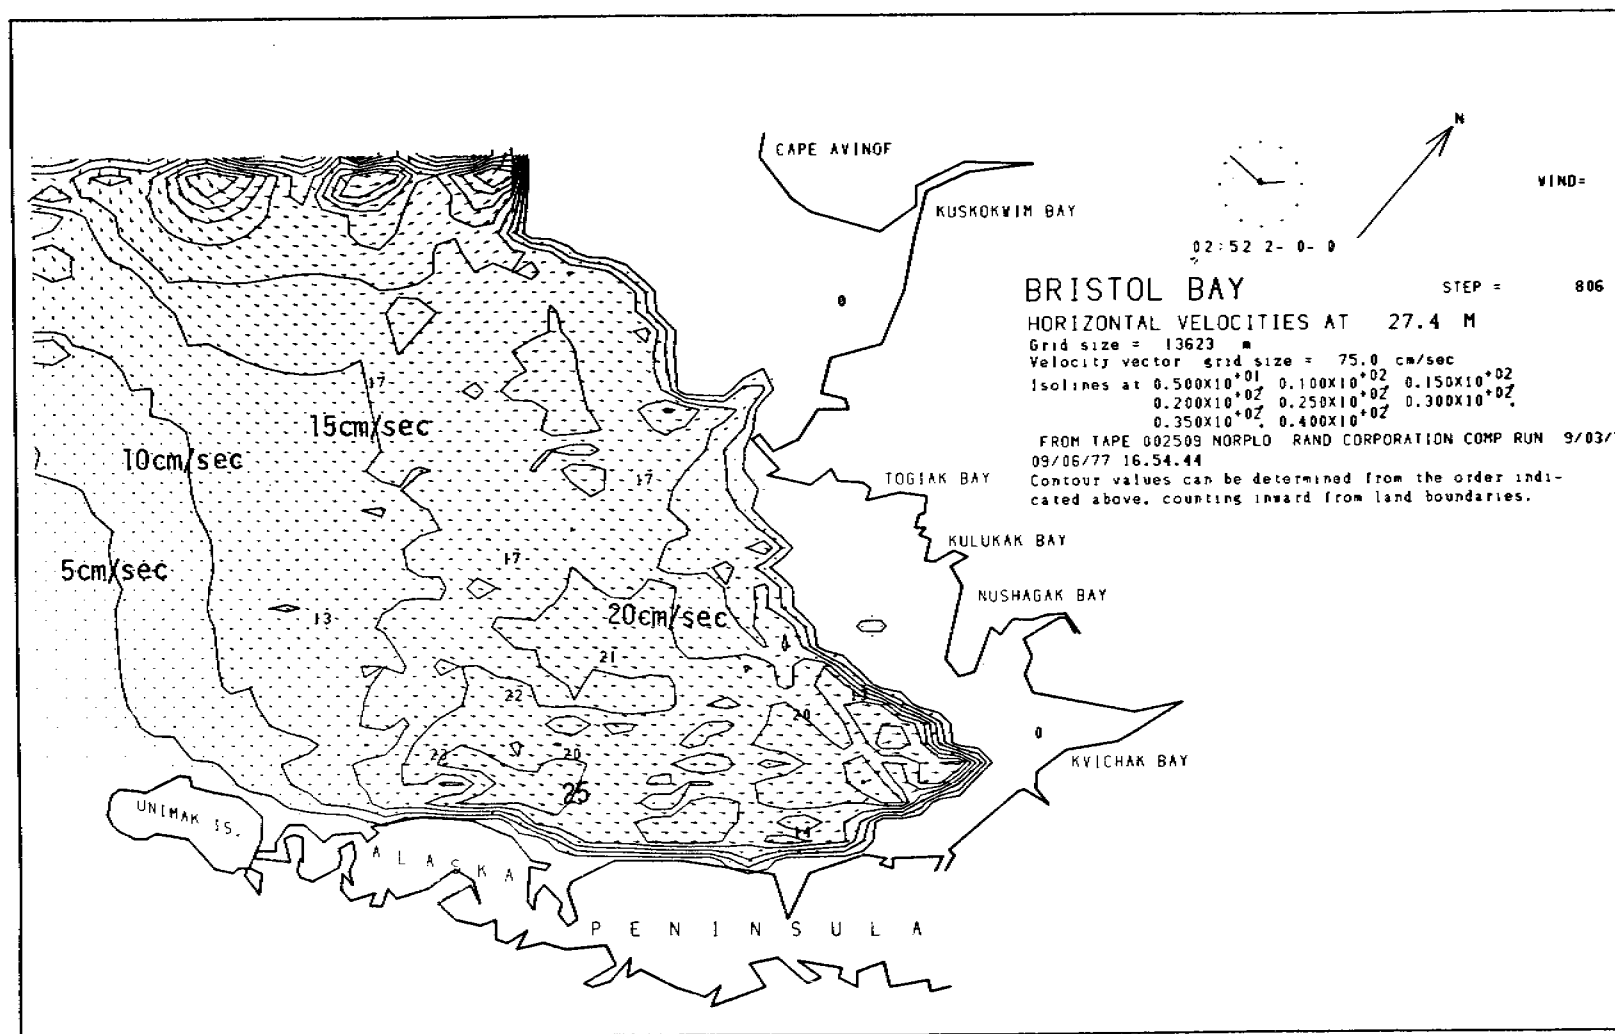 N
CAPE AVINOF
WIND=
KUSKOKWIM BAY
02:52 2- 0- 0
BRISTOL BAY
STEP = 806
0
HORIZONTAL VELOCITIES AT 27.4 M
Grid size = 13623 m
Velocity vector grid size = 75.0 cm/sec
Isolines at 0.500X10+01, 0.100X10+02, 0.150X10+02,
0.200X10+02, 0.250X10+02, 0.300X10+02,
0.350X10+02, 0.400X10+02
17
15cm/sec
FROM TAPE 002509 NORPLO RAND CORPORATION COMP RUN 9/03/
10cm/sec
09/06/77 16.54.44
TOGIAK BAY
17
Contour values can be determined from the order indi-
cated above, counting inward from land boundaries.
KULUKAK BAY
17
5cm/sec
NUSHAGAK BAY
13
20cm/sec
21
22
13
20
0
23
20
KVICHAK BAY
25
UNIMAK IS.
14
ALASKA
PENINSULA